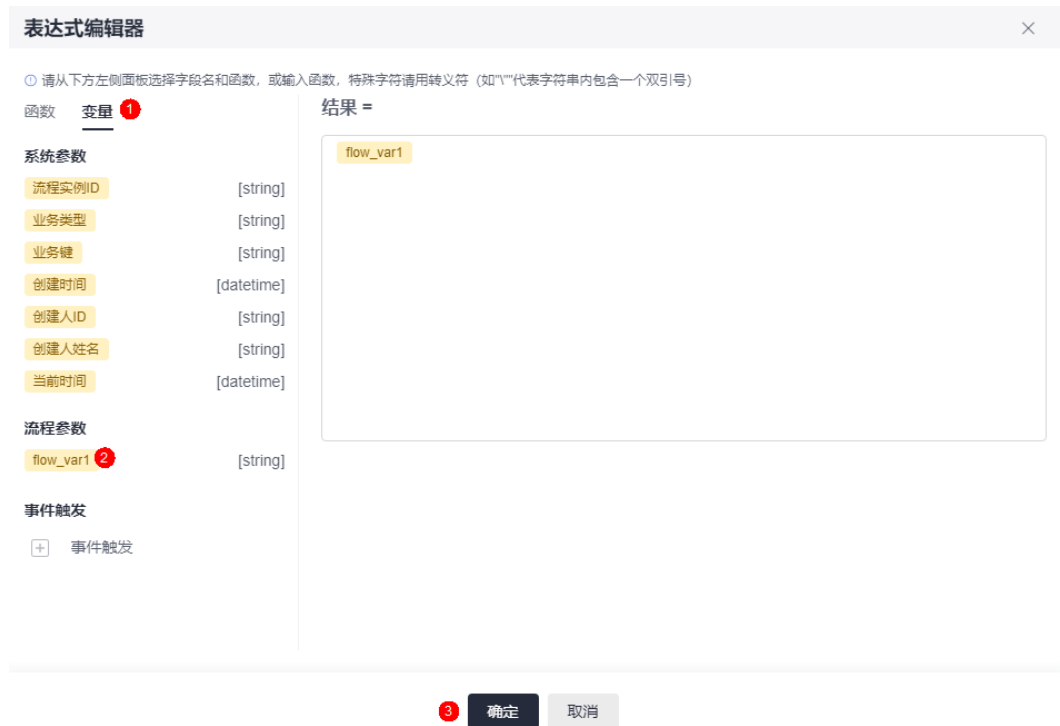 表达式编辑器
请从下方左侧面板选择字段名和函数，或输入函数，特殊字符请用转义符（如"\""代表字符串内包含一个双引号）
函数 变量 1
结果 =
flow_var1
系统参数
流程实例ID [string]
业务类型 [string]
业务键 [string]
创建时间 [datetime]
创建人ID [string]
创建人姓名 [string]
当前时间 [datetime]
流程参数
flow_var1 2 [string]
事件触发
事件触发
3 确定 取消